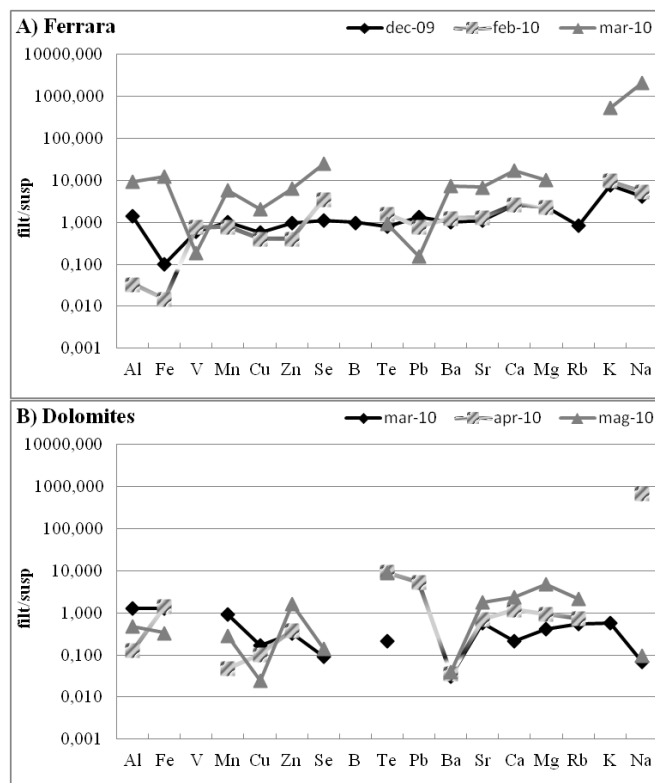 A) Ferrara
dec-09 feb-10 mar-10
10000,000
1000,000
100,000
10,000
1,000
0,100
0,010
0,001
filt/susp
Al Fe V Mn Cu Zn Se B Te Pb Ba Sr Ca Mg Rb K Na
B) Dolomites
mar-10 apr-10 mag-10
10000,000
1000,000
100,000
10,000
1,000
0,100
0,010
0,001
filt/susp
Al Fe V Mn Cu Zn Se B Te Pb Ba Sr Ca Mg Rb K Na